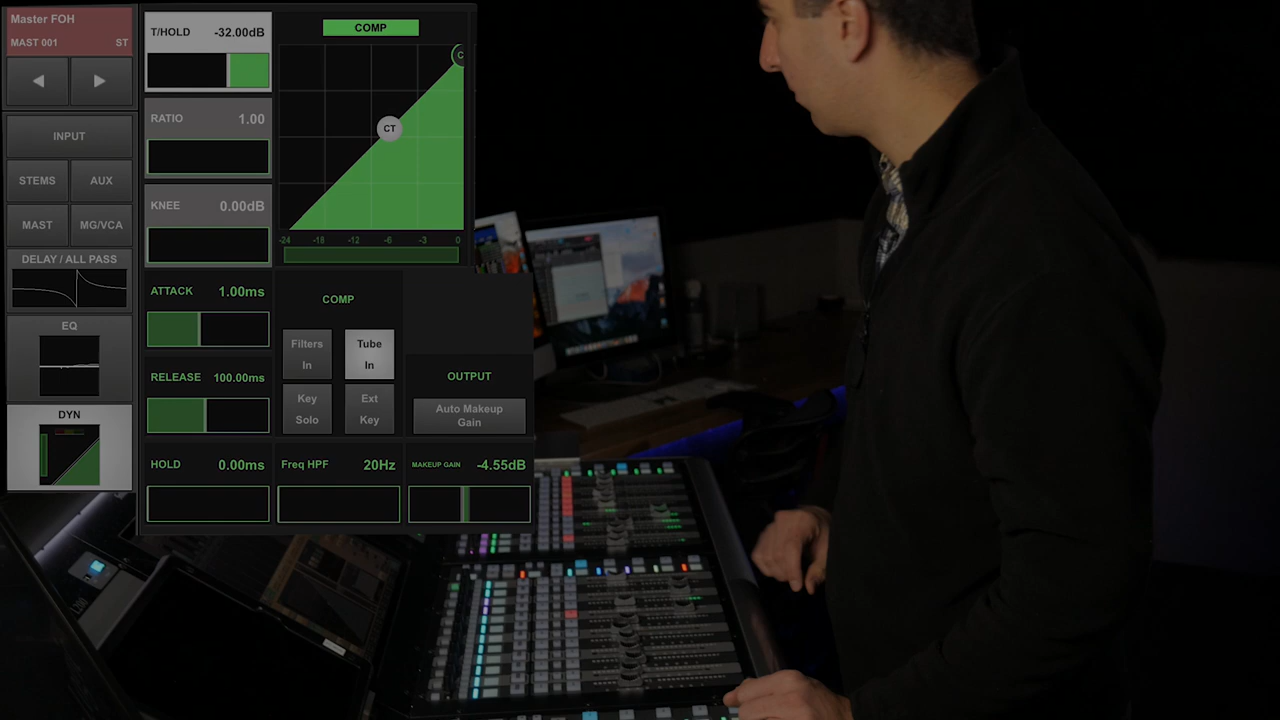 Master FOH
MAST 001 ST
INPUT
STEMS AUX
MAST MG/VCA
DELAY / ALL PASS
EQ
DYN
T/HOLD -32.00dB
RATIO 1.00
KNEE 0.00dB
ATTACK 1.00ms
RELEASE 100.00ms
HOLD 0.00ms
COMP
C
CT
-24 -18 -12 -6 -3 0
COMP
Filters In
Tube In
Key Solo
Ext Key
Freq HPF 20Hz
OUTPUT
Auto Makeup
Gain
MAKEUP GAIN -4.55dB